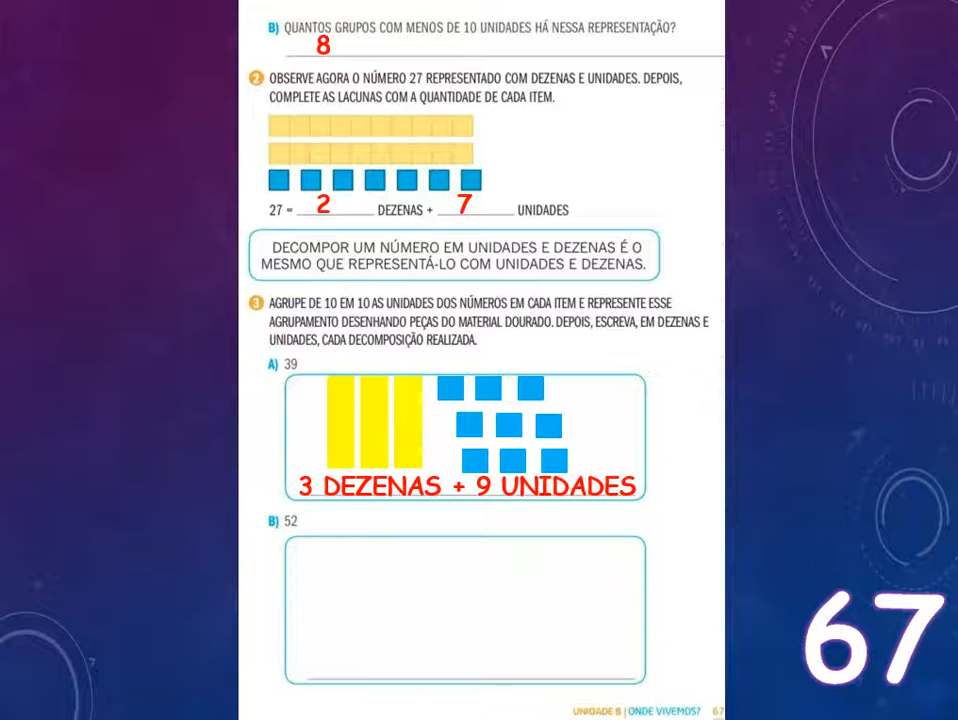 B) QUANTOS GRUPOS COM MENOS DE 10 UNIDADES HÁ NESSA REPRESENTAÇÃO?
8
2 OBSERVE AGORA O NÚMERO 27 REPRESENTADO COM DEZENAS E UNIDADES. DEPOIS,
COMPLETE AS LACUNAS COM A QUANTIDADE DE CADA ITEM.
27 = 2 DEZENAS + 7 UNIDADES
DECOMPOR UM NÚMERO EM UNIDADES E DEZENAS É O
MESMO QUE REPRESENTÁ-LO COM UNIDADES E DEZENAS.
3 AGRUPE DE 10 EM 10 AS UNIDADES DOS NÚMEROS EM CADA ITEM E REPRESENTE ESSE
AGRUPAMENTO DESENHANDO PEÇAS DO MATERIAL DOURADO. DEPOIS, ESCREVA, EM DEZENAS E
UNIDADES, CADA DECOMPOSIÇÃO REALIZADA.
A) 39
3 DEZENAS + 9 UNIDADES
B) 52
UNIDADE 8 | ONDE VIVEMOS? 67
67